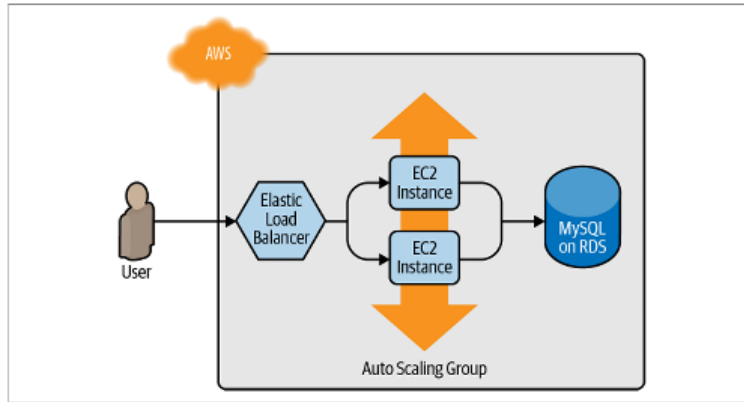 AWS
User
Elastic
Load
Balancer
EC2
Instance
EC2
Instance
MySQL
on RDS
Auto Scaling Group